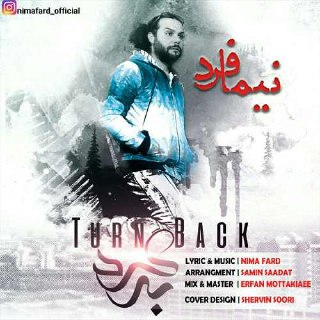 nimafard_official
نیما فارد
TURN BACK
برگرد
LYRIC & MUSIC | NIMA FARD
ARRANGMENT | SAMIN SAADAT
MIX & MASTER | ERFAN MOTTAKIAEE
COVER DESIGN | SHERVIN SOORI